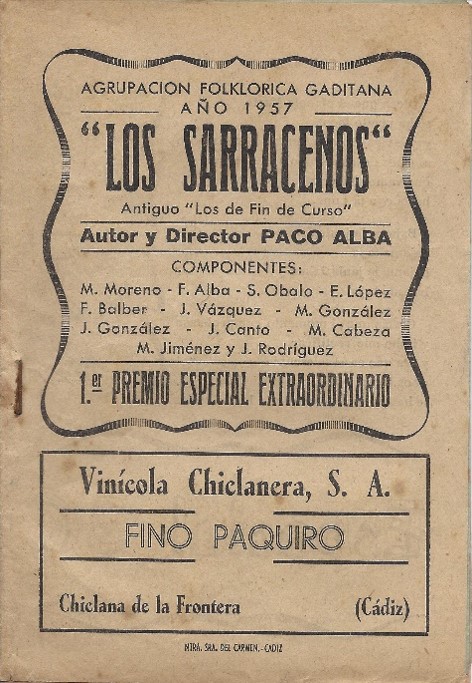 AGRUPACION FOLKLORICA GADITANA
AÑO 1957
"LOS SARRACENOS"
Antiguo "Los de Fin de Curso"
Autor y Director PACO ALBA
COMPONENTES:
M. Moreno - F. Alba - S. Obalo - E. López
F. Balber - J. Vázquez - M. González
J. González - J. Canto - M. Cabeza
M. Jiménez y J. Rodríguez
1.er PREMIO ESPECIAL EXTRAORDINARIO
Vinícola Chiclanera, S. A.
FINO PAQUIRO
Chiclana de la Frontera (Cádiz)
NTRA. SRA. DEL CARMEN.-CADIZ